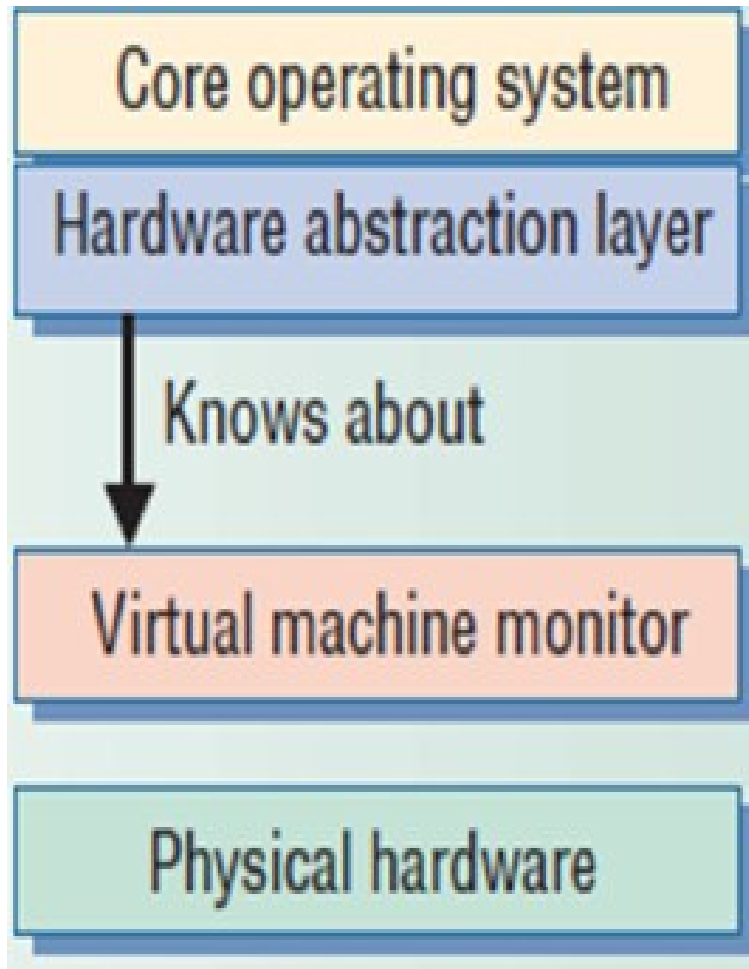 Core operating system
Hardware abstraction layer
Knows about
Virtual machine monitor
Physical hardware